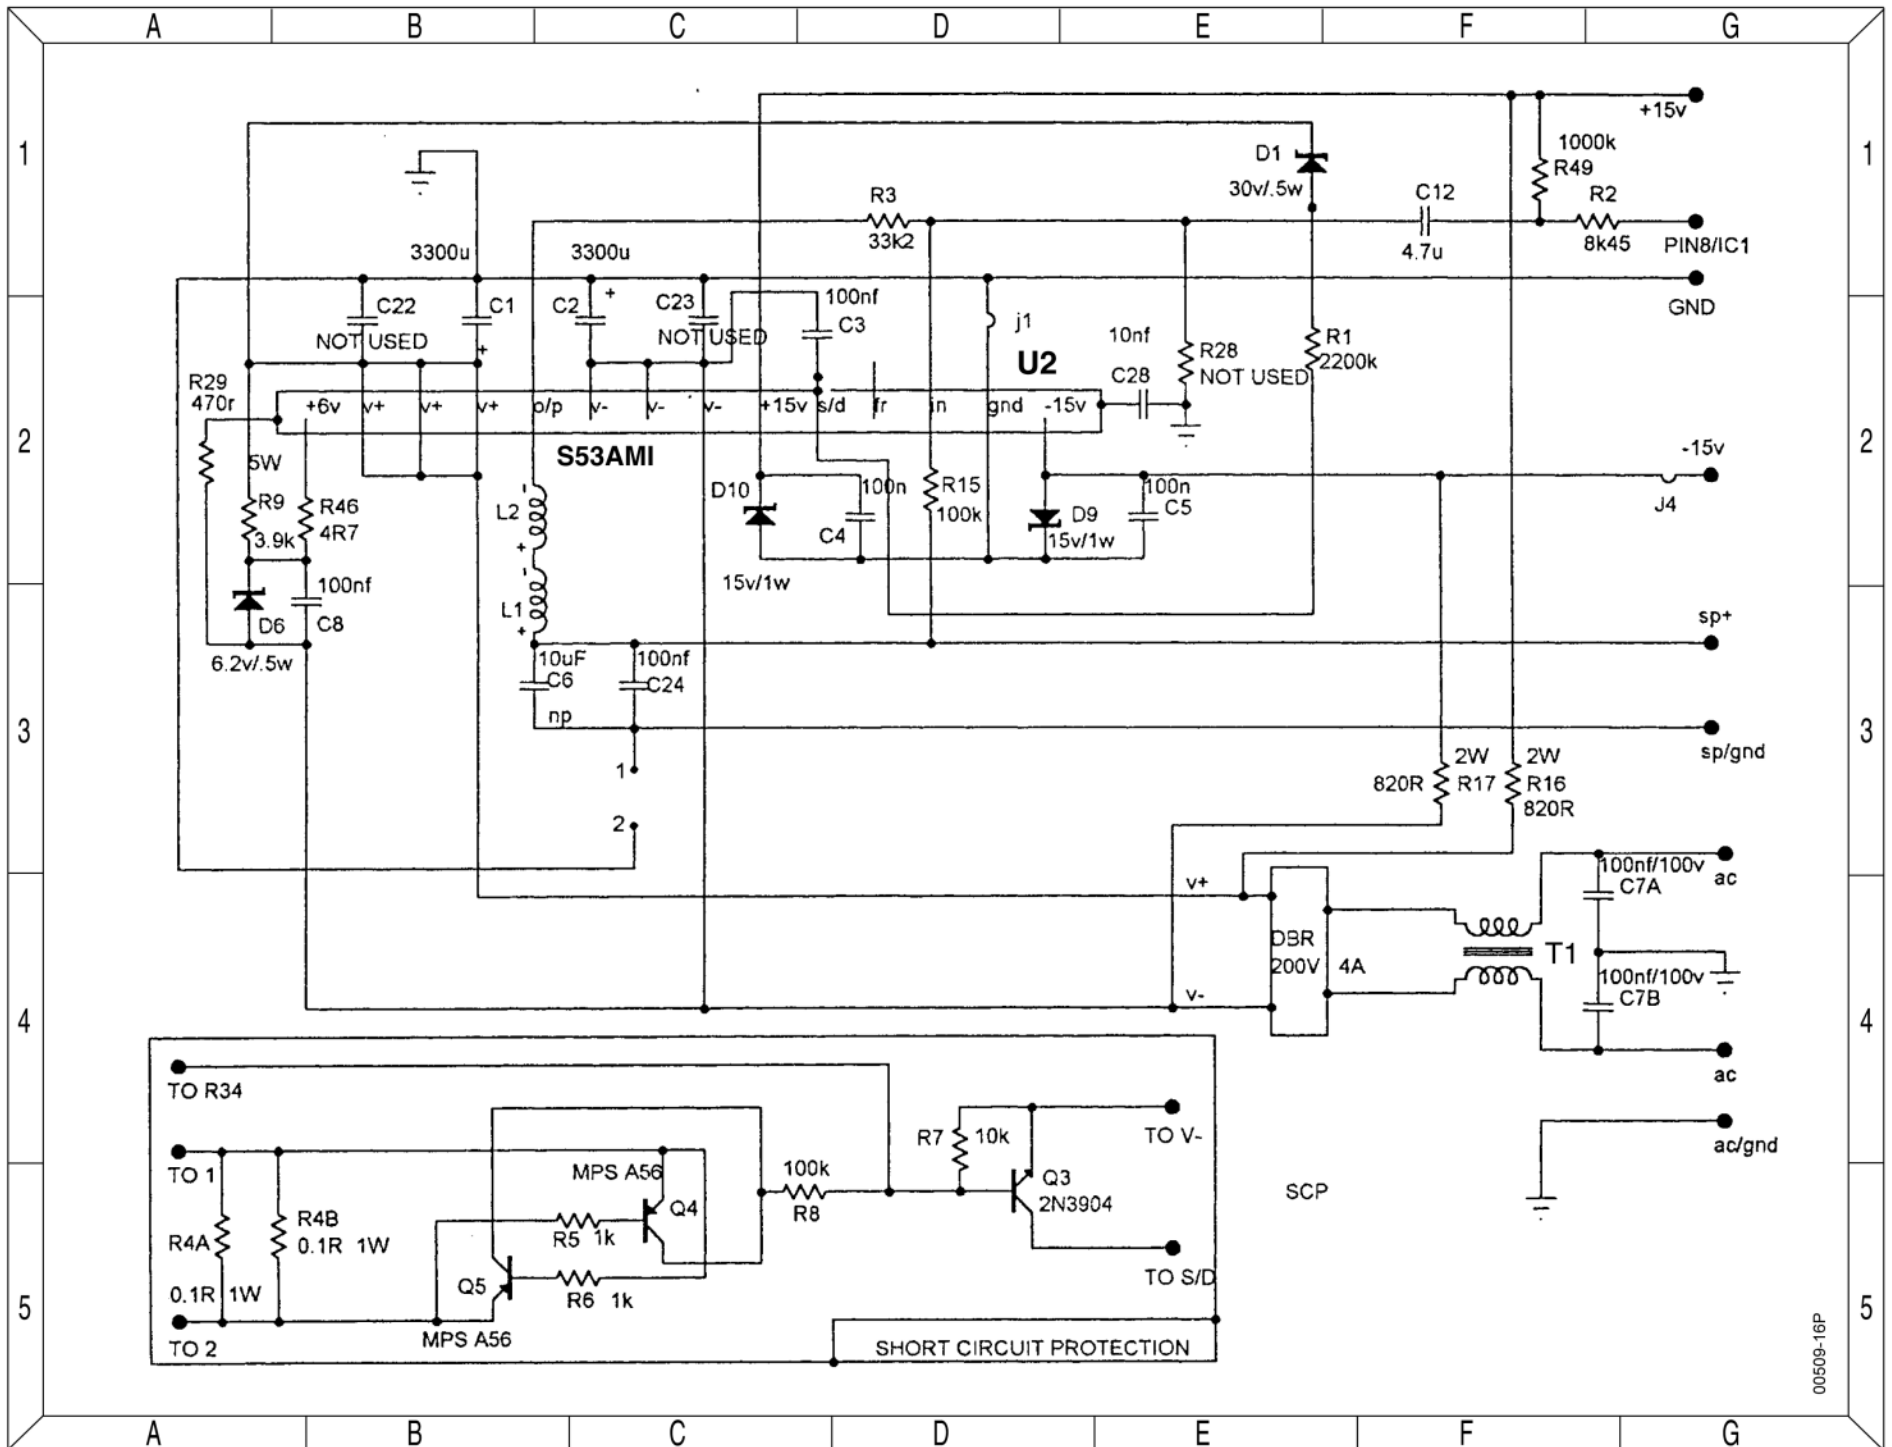 A B C D E F G
1 1
+15v
1000k
R49
D1
30v/.5w
R3
33k2
C12
4.7u
R2
8k45
PIN8/IC1
3300u
3300u
GND
C22
NOT USED
C1
+
C2
+
C23
NOT USED
100nf
C3
j1
U2
10nf
C28
R28
NOT USED
R1
2200k
R29
470r
+6v v+ v+ v+ o/p v- v- v- +15v s/d fr in gnd -15v
2 2
S53AMI
-15v
J4
5W
R9
3.9k
R46
4R7
L2
-
+
D10
15v/1w
100n
C4
R15
100k
D9
15v/1w
100n
C5
100nf
C8
D6
6.2v/.5w
L1
-
+
sp+
10uF
C6
np
100nf
C24
3 3
sp/gnd
1
2
820R
2W
R17
2W
R16
820R
100nf/100v
C7A
ac
v+
DBR
200V
4A
T1
100nf/100v
C7B
v-
4 4
ac
TO R34
TO 1
R7
10k
TO V-
ac/gnd
MPS A56
Q4
100k
R8
Q3
2N3904
SCP
R4A
0.1R 1W
R4B
0.1R 1W
R5 1k
Q5
R6 1k
TO S/D
5 5
TO 2
MPS A56
SHORT CIRCUIT PROTECTION
00509-16P
A B C D E F G